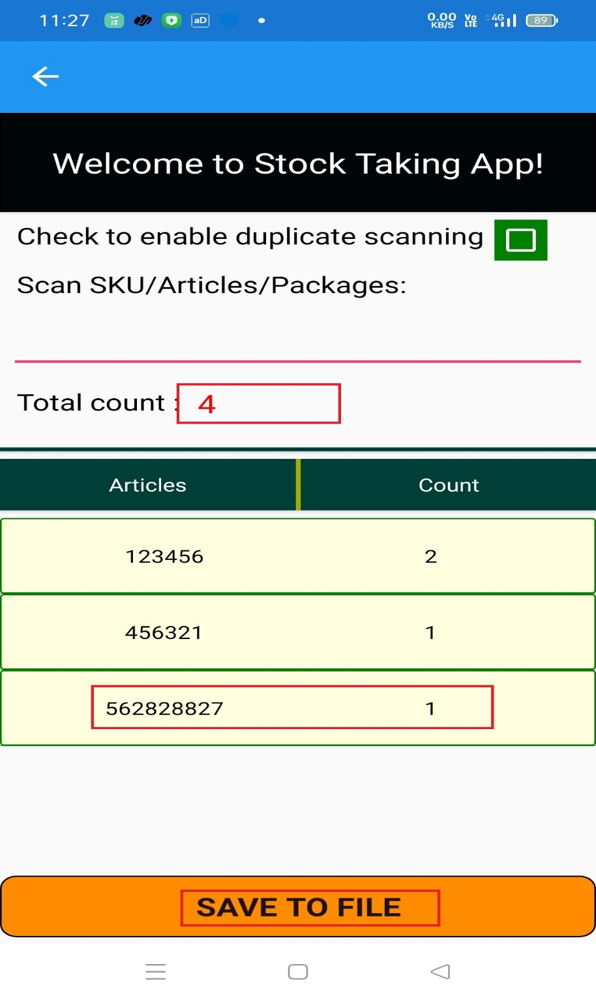 11:27 aD 0.00 KB/S Vo LTE 4G 89
Welcome to Stock Taking App!
Check to enable duplicate scanning
Scan SKU/Articles/Packages:
Total count : 4
Articles Count
123456 2
456321 1
562828827 1
SAVE TO FILE